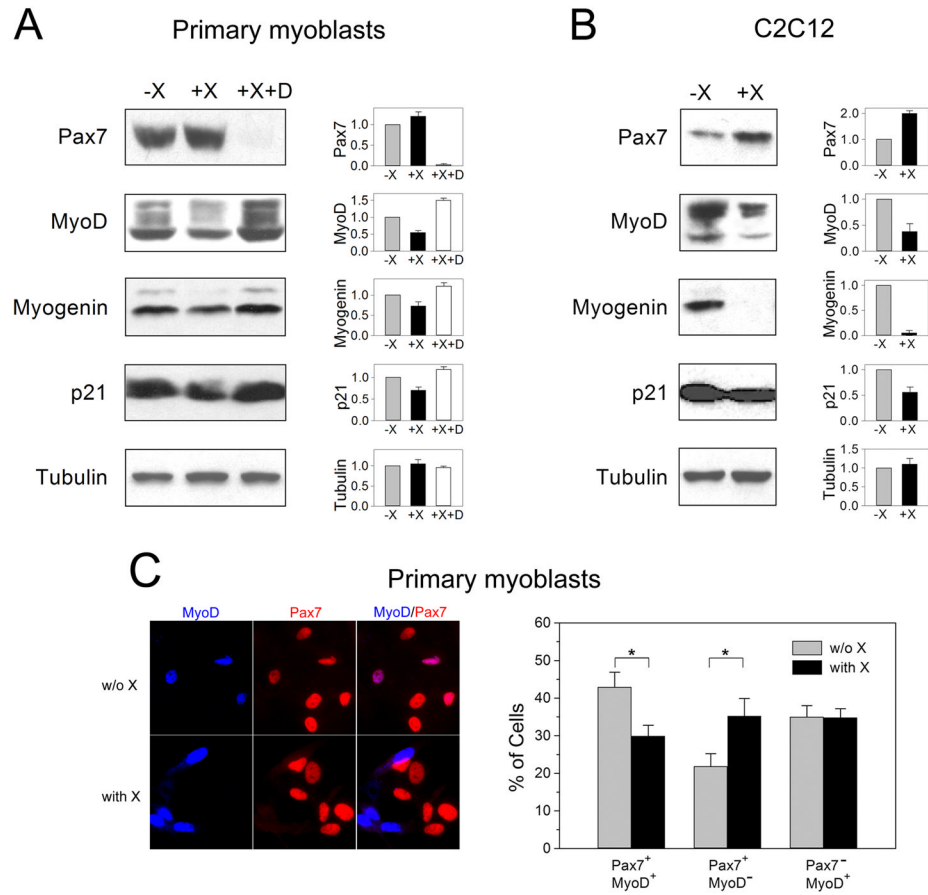 A
Primary myoblasts
-X +X +X+D
Pax7
1.0
0.5
0.0
Pax7
-X +X +X+D
MyoD
1.5
1.0
0.5
0.0
MyoD
-X +X +X+D
Myogenin
1.0
0.5
0.0
Myogenin
-X +X +X+D
p21
1.0
0.5
0.0
p21
-X +X +X+D
Tubulin
1.0
0.5
0.0
Tubulin
-X +X +X+D
B
C2C12
-X +X
Pax7
2.0
1.0
0.0
Pax7
-X +X
MyoD
1.0
0.5
0.0
MyoD
-X +X
Myogenin
1.0
0.5
0.0
Myogenin
-X +X
p21
1.0
0.5
0.0
p21
-X +X
Tubulin
1.0
0.5
0.0
Tubulin
-X +X
C
Primary myoblasts
MyoD Pax7 MyoD/Pax7
w/o X
with X
% of Cells
60
50
40
30
20
10
0
* *
w/o X
with X
Pax7+ Pax7+ Pax7−
MyoD+ MyoD− MyoD+